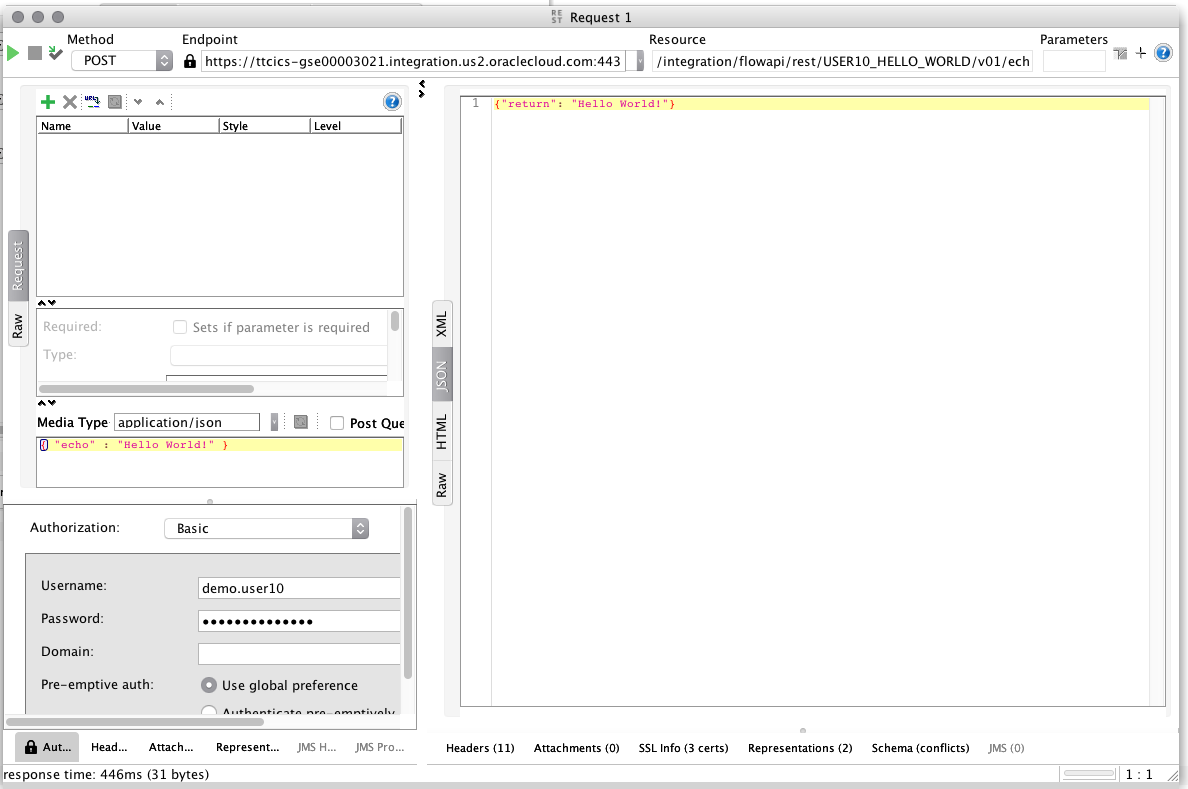 REST Request 1
Method Endpoint Resource Parameters
POST https://ttcics-gse00003021.integration.us2.oraclecloud.com:443 /integration/flowapi/rest/USER10_HELLO_WORLD/v01/ech
Name Value Style Level
Request
Raw
Required: Sets if parameter is required
Type:
Media Type application/json Post Que
{ "echo" : "Hello World!" }
Authorization: Basic
Username: demo.user10
Password: ••••••••••••••
Domain:
Pre-emptive auth: Use global preference
Authenticate pre-emptively
Aut... Head... Attach... Represent... JMS H... JMS Pro...
XML
JSON
HTML
Raw
1 {"return": "Hello World!"}
Headers (11) Attachments (0) SSL Info (3 certs) Representations (2) Schema (conflicts) JMS (0)
response time: 446ms (31 bytes) 1 : 1